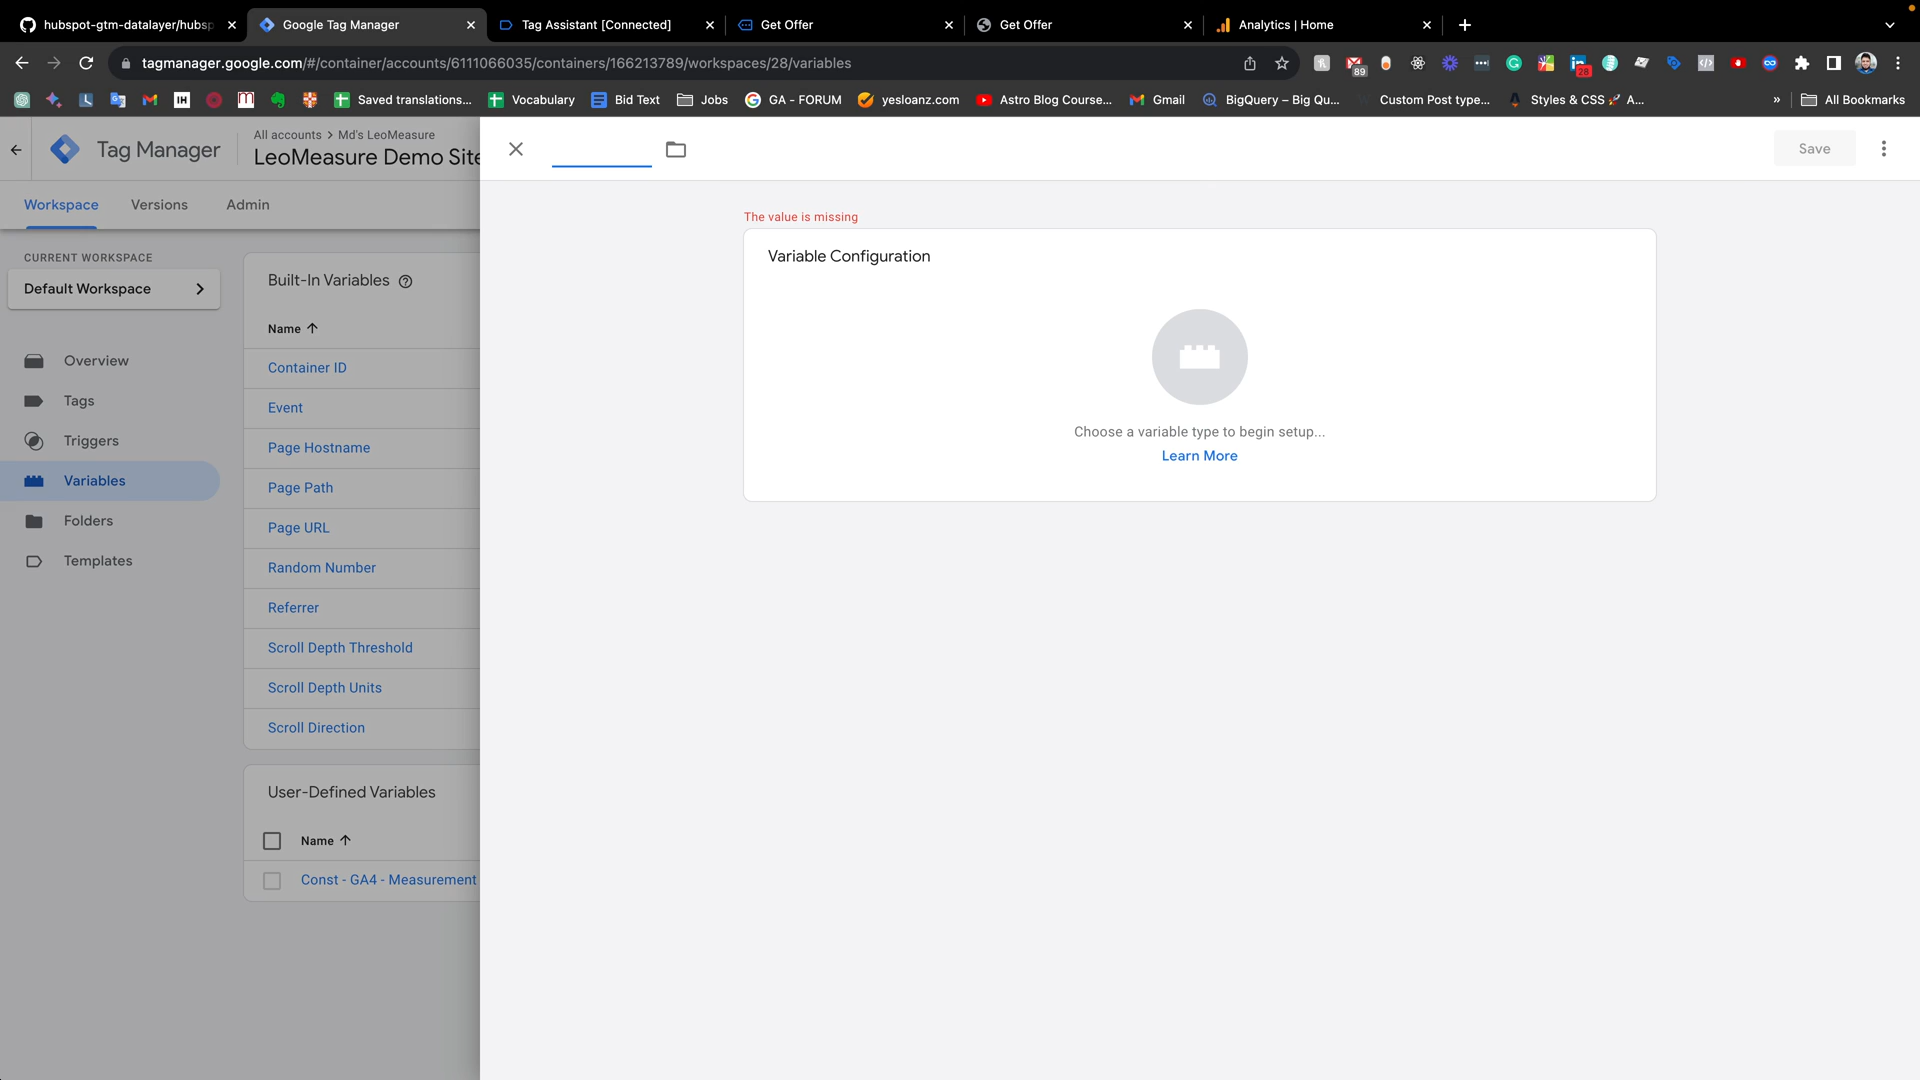 hubspot-gtm-datalayer/hubsp
Google Tag Manager
Tag Assistant [Connected]
Get Offer
Get Offer
Analytics | Home
tagmanager.google.com/#/container/accounts/6111066035/containers/166213789/workspaces/28/variables
89
28
IH
Saved translations...
Vocabulary
Bid Text
Jobs
GA - FORUM
yesloanz.com
Astro Blog Course...
Gmail
BigQuery – Big Qu...
Custom Post type...
Styles & CSS 🚀 A...
»
All Bookmarks
Tag Manager
All accounts > Md's LeoMeasure
LeoMeasure Demo Site
Save
Workspace
Versions
Admin
CURRENT WORKSPACE
Default Workspace
Overview
Tags
Triggers
Variables
Folders
Templates
Built-In Variables
Name
Container ID
Event
Page Hostname
Page Path
Page URL
Random Number
Referrer
Scroll Depth Threshold
Scroll Depth Units
Scroll Direction
User-Defined Variables
Name
Const - GA4 - Measurement
The value is missing
Variable Configuration
Choose a variable type to begin setup...
Learn More